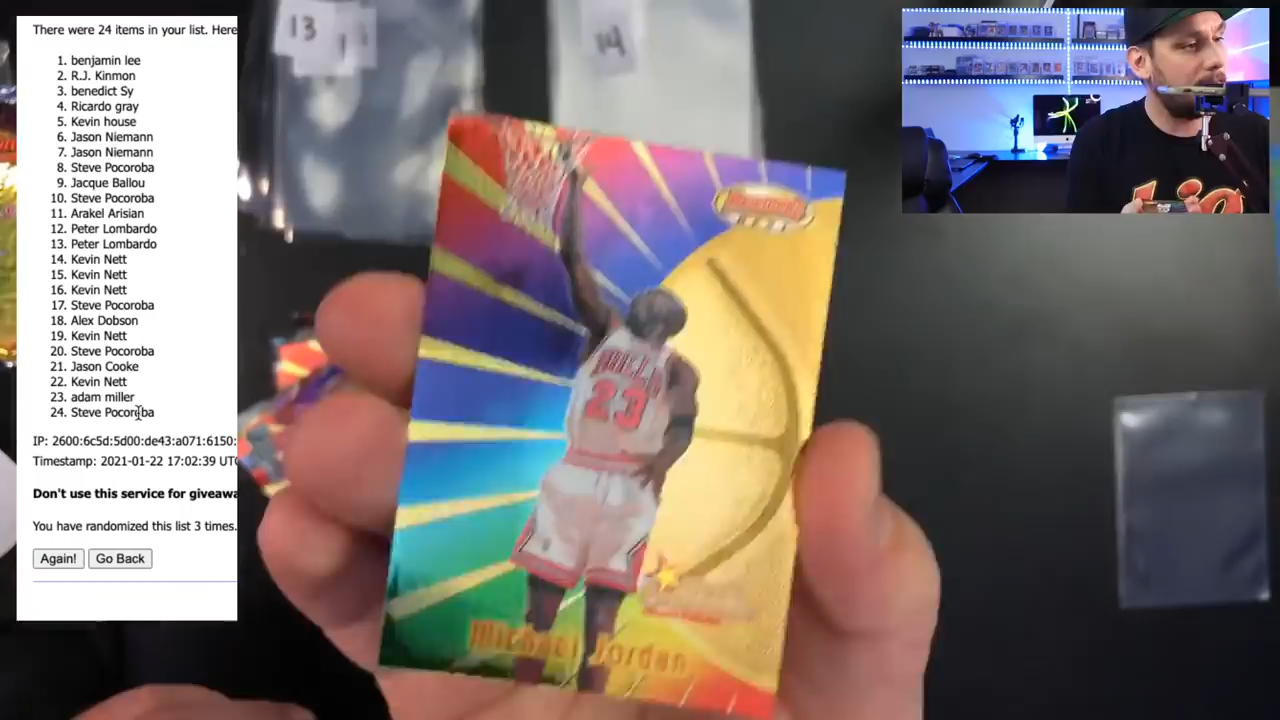 There were 24 items in your list. Here
1. benjamin lee
2. R.J. Kinmon
3. benedict Sy
4. Ricardo gray
5. Kevin house
6. Jason Niemann
7. Jason Niemann
8. Steve Pocoroba
9. Jacque Ballou
10. Steve Pocoroba
11. Arakel Arisian
12. Peter Lombardo
13. Peter Lombardo
14. Kevin Nett
15. Kevin Nett
16. Kevin Nett
17. Steve Pocoroba
18. Alex Dobson
19. Kevin Nett
20. Steve Pocoroba
21. Jason Cooke
22. Kevin Nett
23. adam miller
24. Steve Pocoroba
IP: 2600:6c5d:5d00:de43:a071:6150:
Timestamp: 2021-01-22 17:02:39 UTC
Don't use this service for giveawa
You have randomized this list 3 times.
Again! Go Back
13
1
14
BULLS
23
Michael Jordan